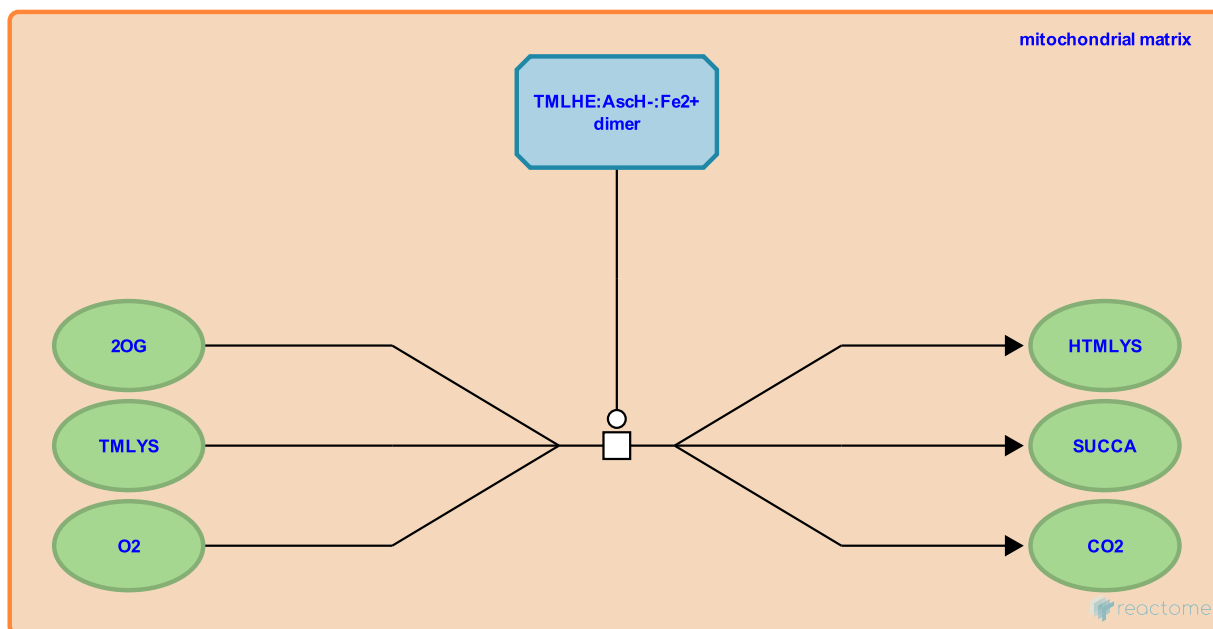 mitochondrial matrix
TMLHE:AscH-:Fe2+
dimer
2OG
HTMLYS
TMLYS
SUCCA
O2
CO2
reactome